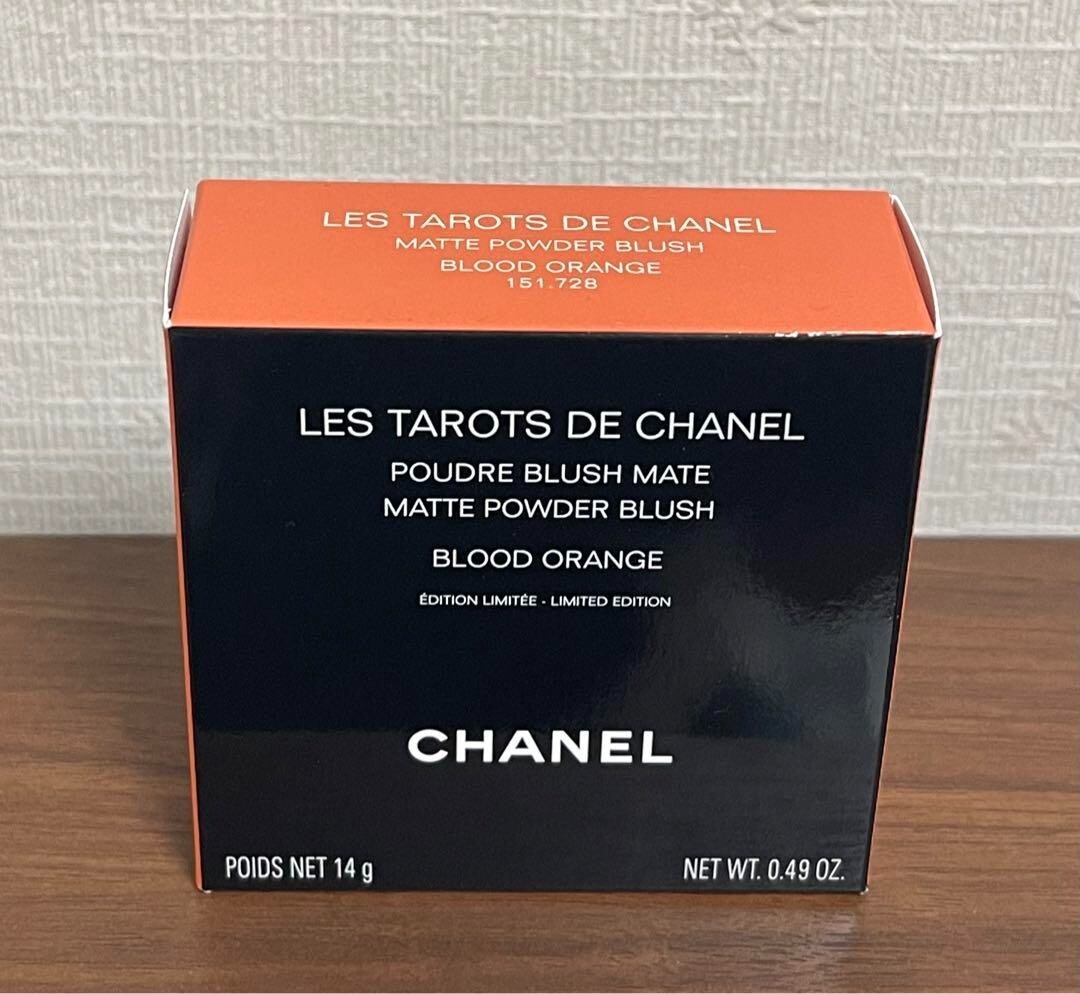 LES TAROTS DE CHANEL
MATTE POWDER BLUSH
BLOOD ORANGE
151.728
LES TAROTS DE CHANEL
POUDRE BLUSH MATE
MATTE POWDER BLUSH
BLOOD ORANGE
ÉDITION LIMITÉE - LIMITED EDITION
CHANEL
POIDS NET 14 g NET WT. 0.49 OZ.